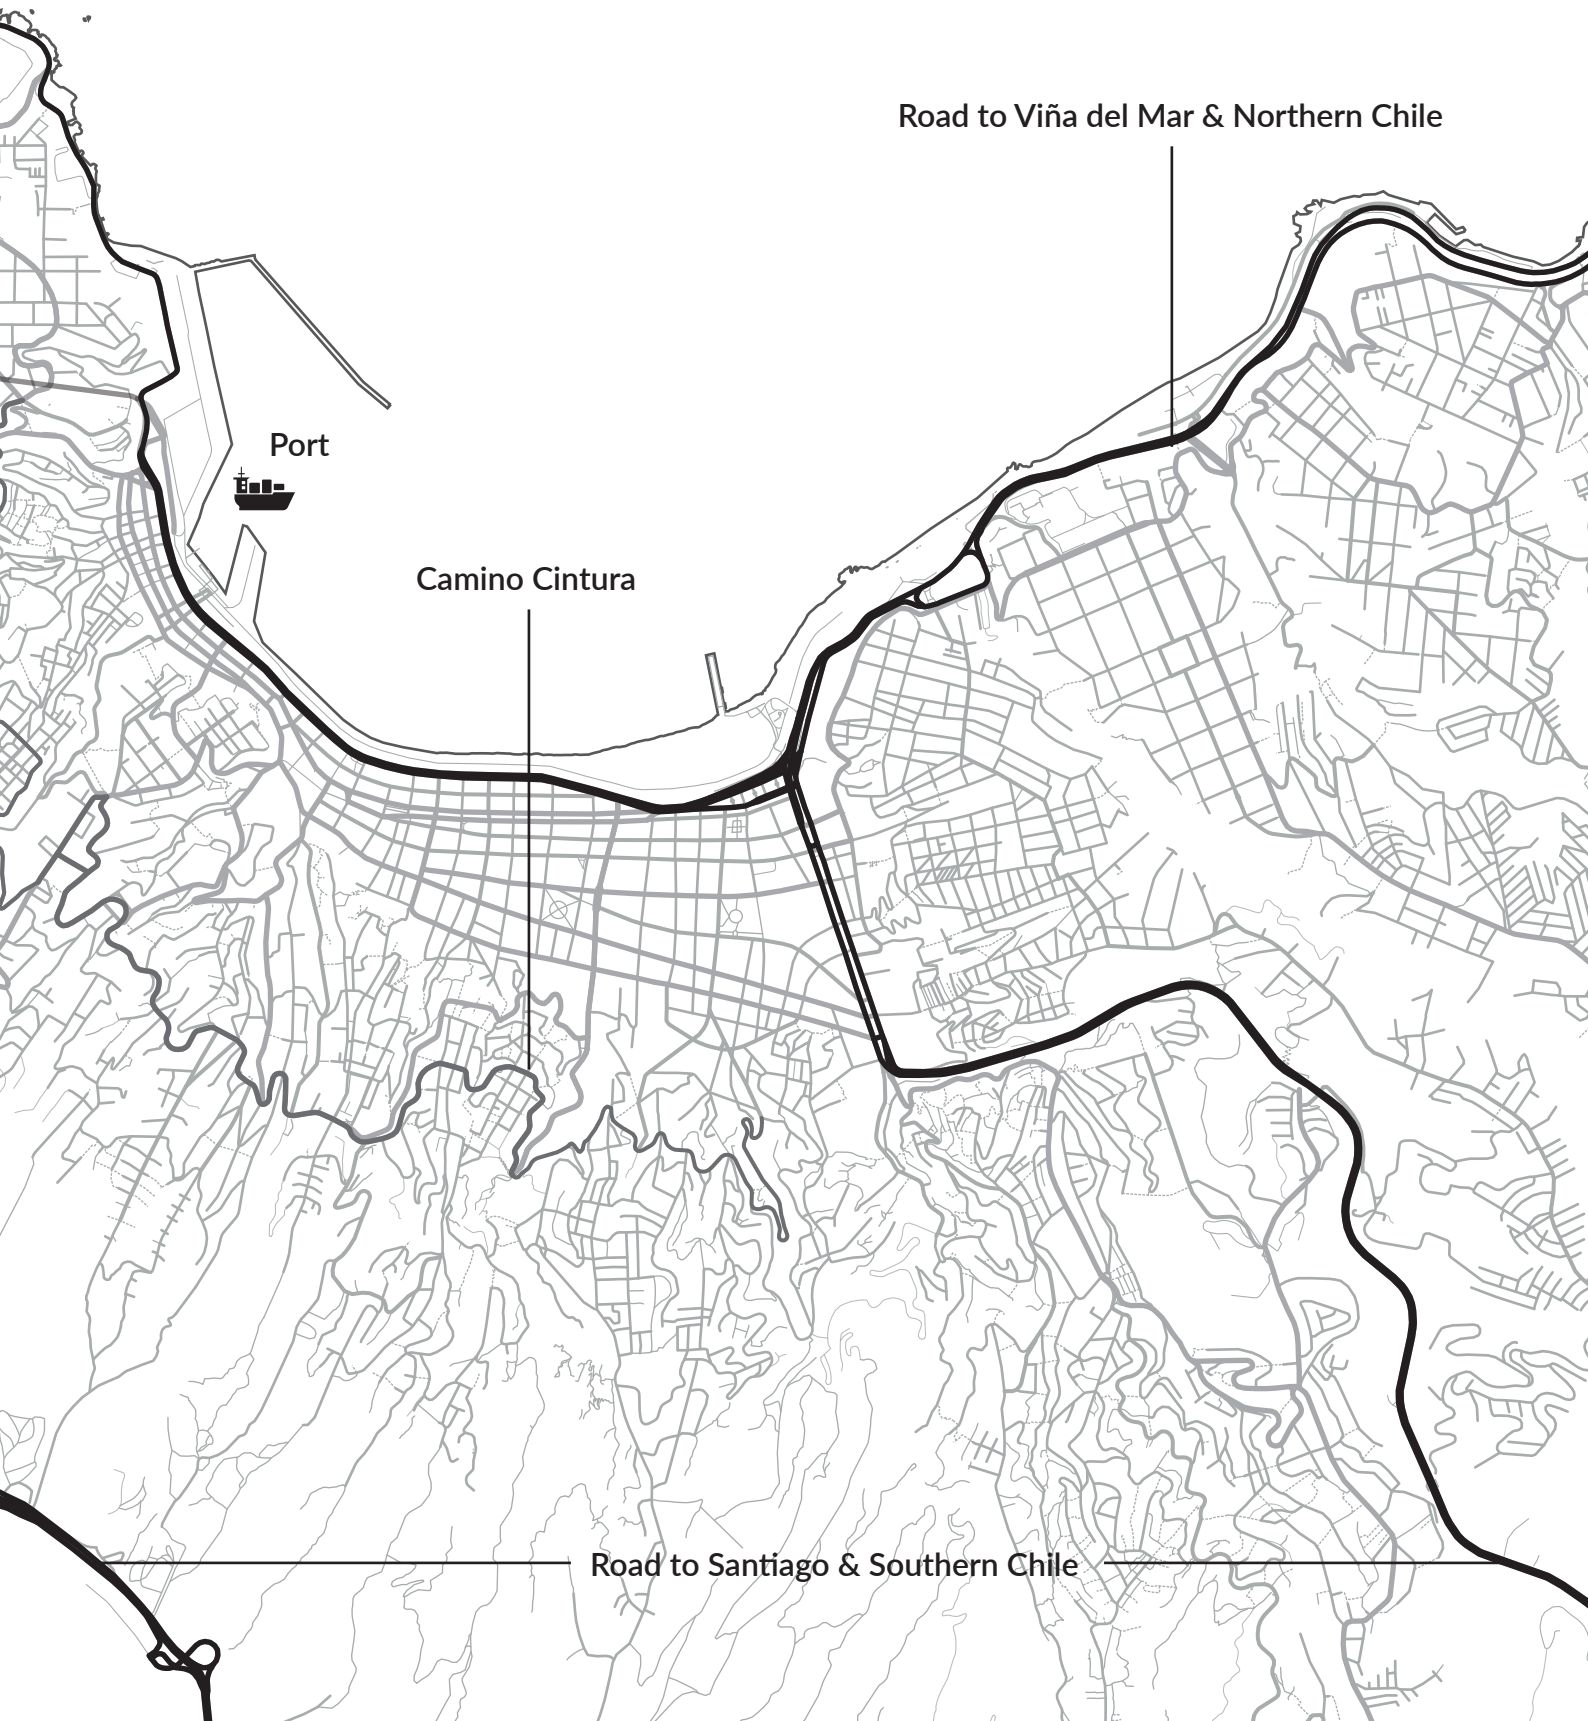 Road to Viña del Mar & Northern Chile
Port
Camino Cintura
Road to Santiago & Southern Chile